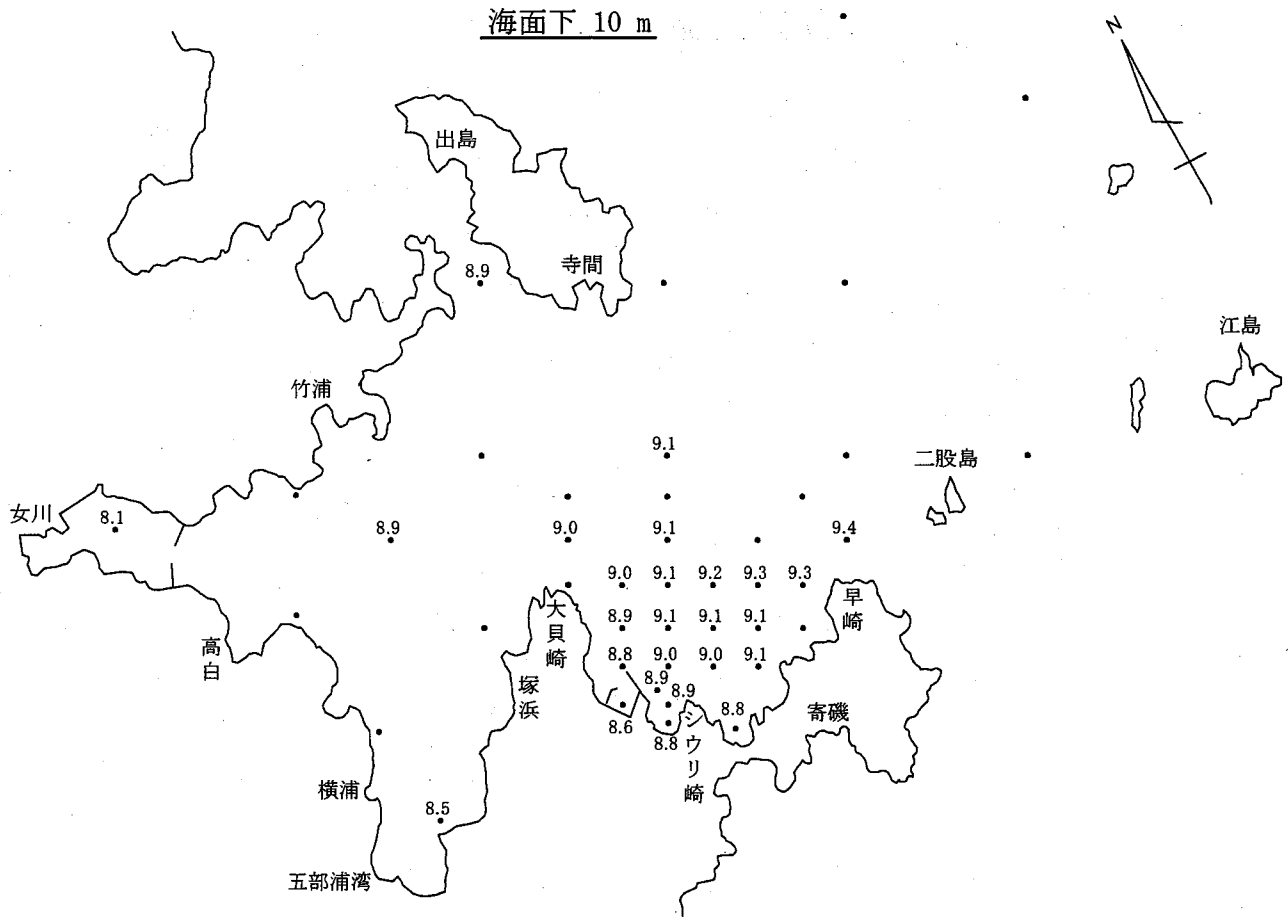 海面下 10 m
N
出島
8.9
寺間
江島
竹浦
9.1
二股島
女川
8.1
8.9
9.0
9.1
9.4
9.0
9.1
9.2
9.3
9.3
大貝崎
早崎
8.9
9.1
9.1
9.1
高白
8.8
9.0
9.0
9.1
塚浜
8.9
8.9
8.6
8.8
8.8
シウリ崎
寄磯
横浦
8.5
五部浦湾